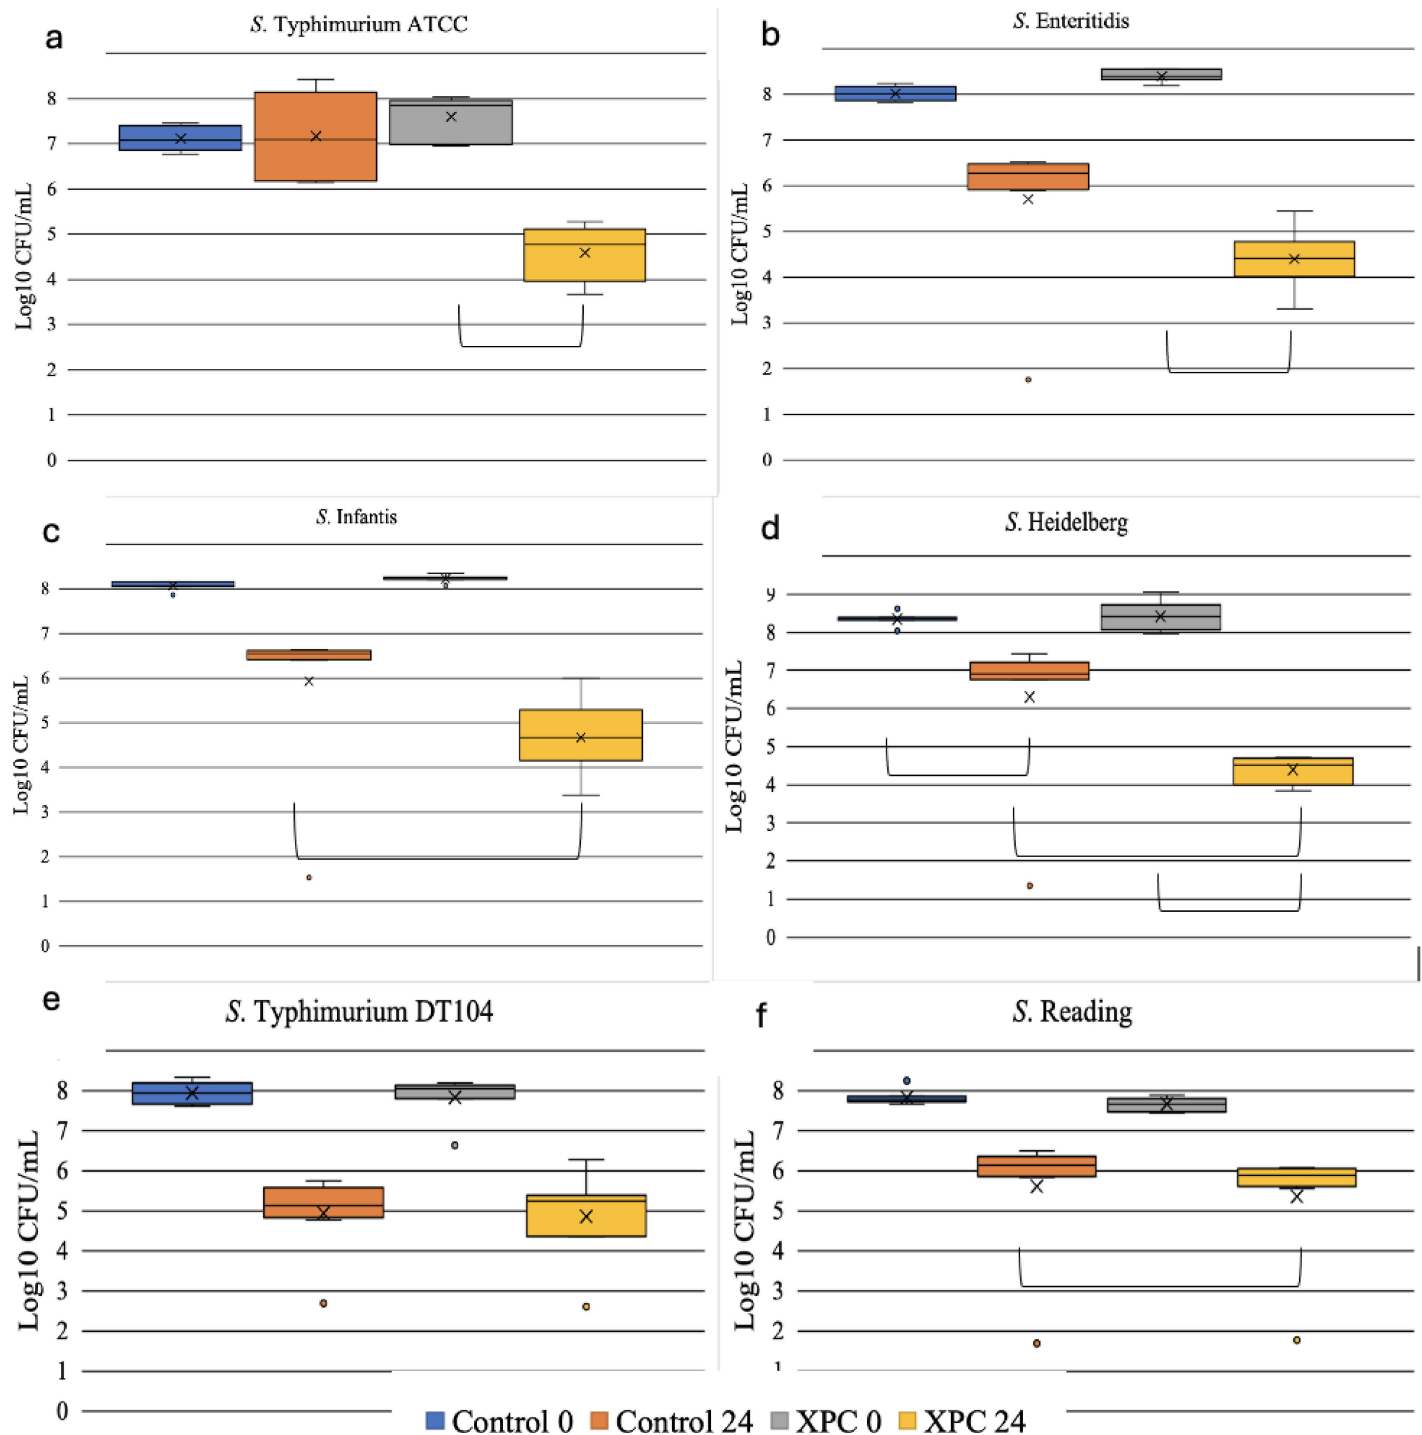 a
S. Typhimurium ATCC
Log10 CFU/mL
8
7
6
5
4
3
2
1
0
b
S. Enteritidis
Log10 CFU/mL
8
7
6
5
4
3
2
1
0
c
S. Infantis
Log10 CFU/mL
8
7
6
5
4
3
2
1
0
d
S. Heidelberg
Log10 CFU/mL
9
8
7
6
5
4
3
2
1
0
e
S. Typhimurium DT104
Log10 CFU/mL
8
7
6
5
4
3
2
1
0
f
S. Reading
Log10 CFU/mL
8
7
6
5
4
3
2
1
Control 0 Control 24 XPC 0 XPC 24